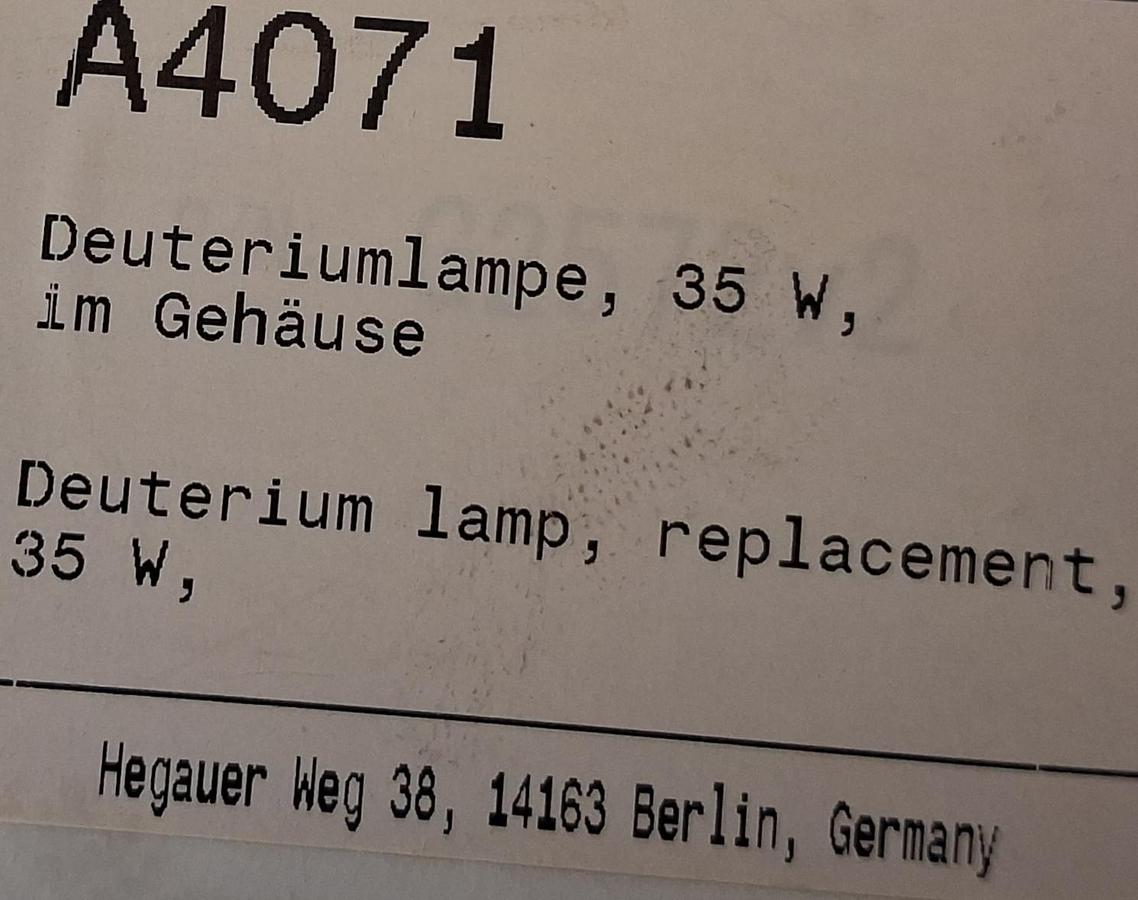 A4071
Deuteriumlampe, 35 W,
im Gehäuse
Deuterium lamp, replacement,
35 W,
Hegauer Weg 38, 14163 Berlin, Germany